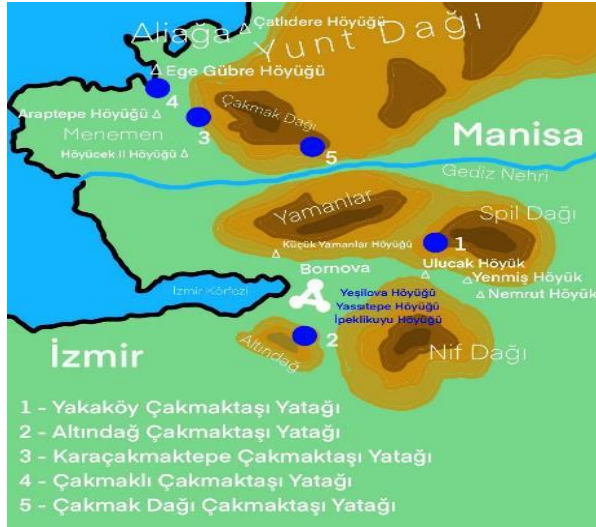 Aliağa
Çatlıdere Höyüğü
Yunt Dağı
Ege Gübre Höyüğü
4
Araptepe Höyüğü
Çakmak Dağı
3
Menemen
Manisa
Höyücek II Höyüğü
5
Gediz Nehri
Yamanlar
Spil Dağı
Küçük Yamanlar Höyüğü
1
Ulucak Höyük
Bornova
Yenmiş Höyük
İzmir Körfezi
Yeşilova Höyüğü
Nemrut Höyük
Yassıtepe Höyüğü
İpeklikuyu Höyüğü
2
İzmir
Altındağ
Nif Dağı
1 - Yakaköy Çakmaktaşı Yatağı
2 - Altındağ Çakmaktaşı Yatağı
3 - Karaçakmaktepe Çakmaktaşı Yatağı
4 - Çakmaklı Çakmaktaşı Yatağı
5 - Çakmak Dağı Çakmaktaşı Yatağı